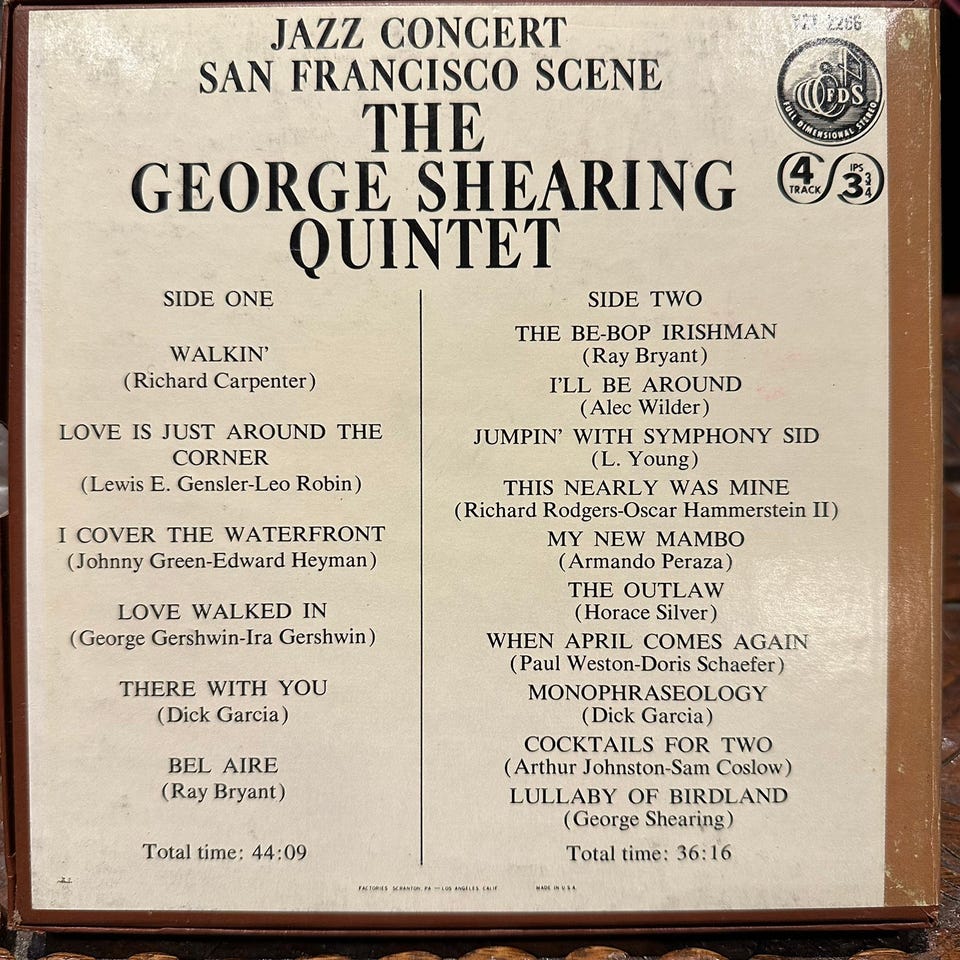 JAZZ CONCERT
SAN FRANCISCO SCENE
THE
GEORGE SHEARING
QUINTET
2266
FDS
FULL DIMENSIONAL STEREO
4
TRACK
IPS
3 3/4
SIDE ONE
WALKIN'
(Richard Carpenter)
LOVE IS JUST AROUND THE
CORNER
(Lewis E. Gensler-Leo Robin)
I COVER THE WATERFRONT
(Johnny Green-Edward Heyman)
LOVE WALKED IN
(George Gershwin-Ira Gershwin)
THERE WITH YOU
(Dick Garcia)
BEL AIRE
(Ray Bryant)
Total time: 44:09
SIDE TWO
THE BE-BOP IRISHMAN
(Ray Bryant)
I'LL BE AROUND
(Alec Wilder)
JUMPIN' WITH SYMPHONY SID
(L. Young)
THIS NEARLY WAS MINE
(Richard Rodgers-Oscar Hammerstein II)
MY NEW MAMBO
(Armando Peraza)
THE OUTLAW
(Horace Silver)
WHEN APRIL COMES AGAIN
(Paul Weston-Doris Schaefer)
MONOPHRASEOLOGY
(Dick Garcia)
COCKTAILS FOR TWO
(Arthur Johnston-Sam Coslow)
LULLABY OF BIRDLAND
(George Shearing)
Total time: 36:16
FACTORIES SCRANTON, PA — LOS ANGELES, CALIF. MADE IN U.S.A.